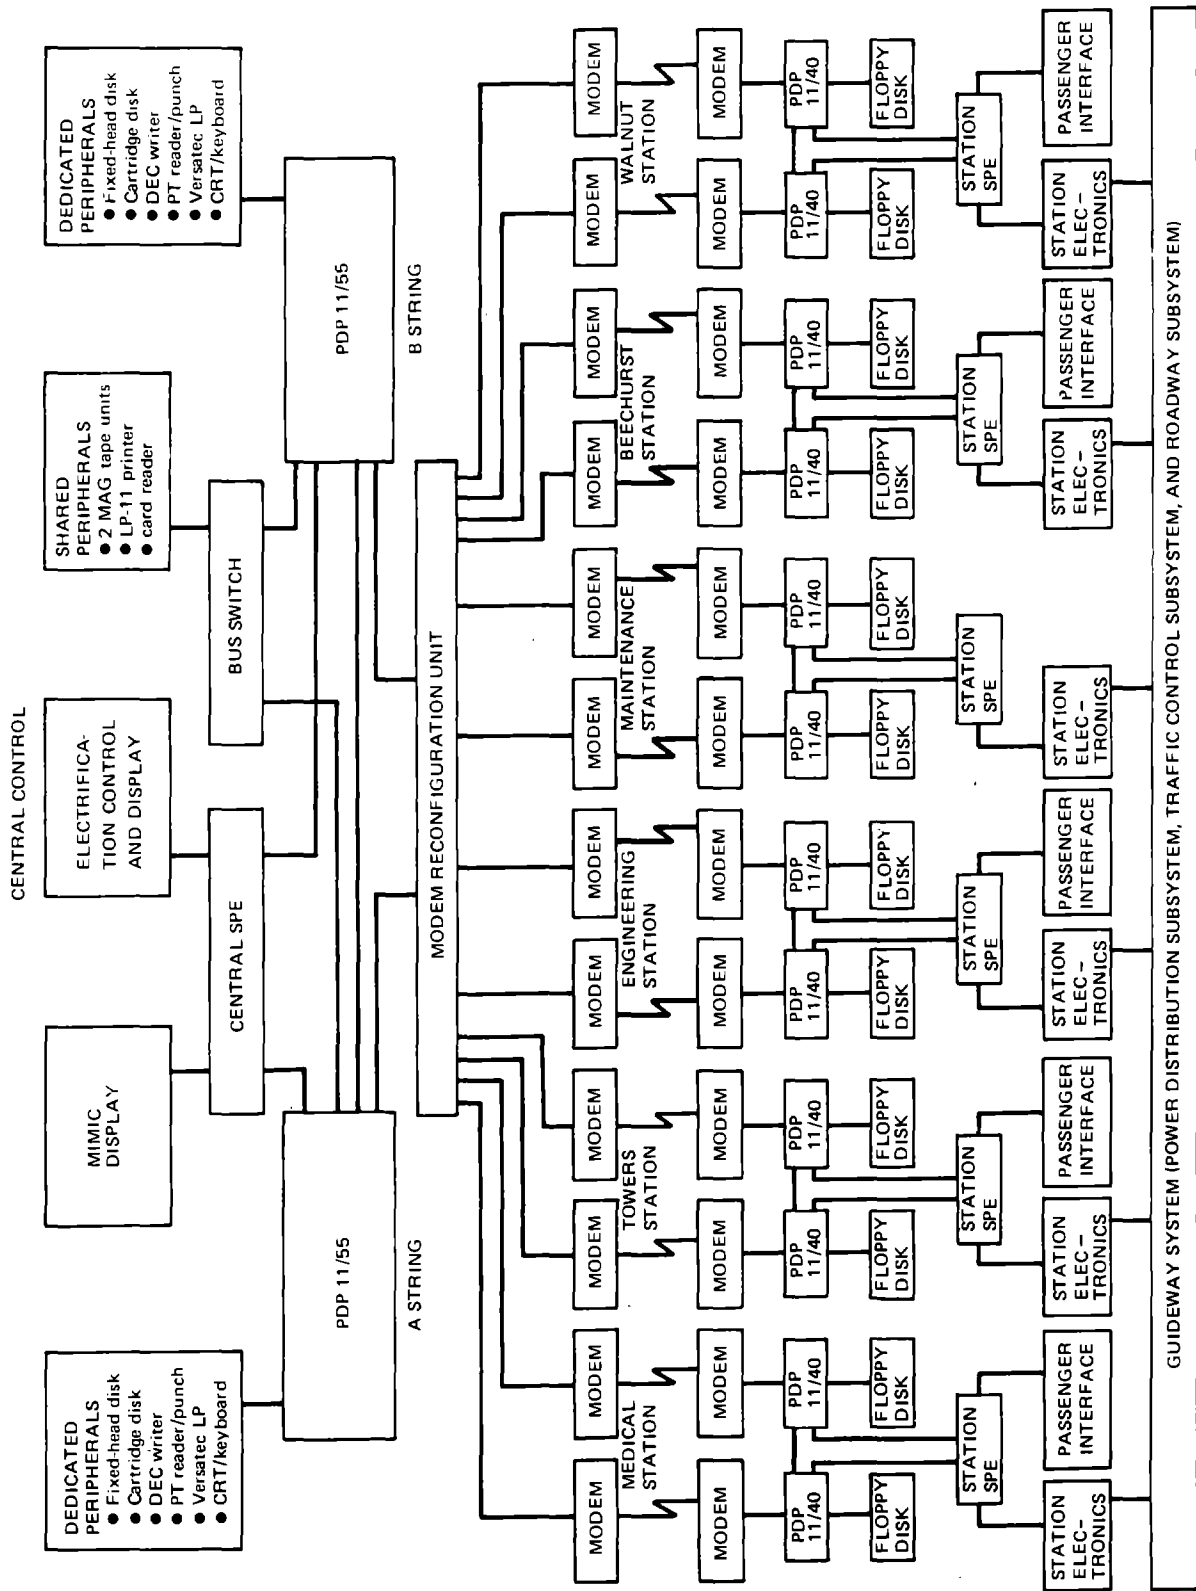 CENTRAL CONTROL
DEDICATED
PERIPHERALS
● Fixed-head disk
● Cartridge disk
● DEC writer
● PT reader/punch
● Versatec LP
● CRT/keyboard
MIMIC
DISPLAY
ELECTRIFICA-
TION CONTROL
AND DISPLAY
SHARED
PERIPHERALS
● 2 MAG tape units
● LP-11 printer
● card reader
DEDICATED
PERIPHERALS
● Fixed-head disk
● Cartridge disk
● DEC writer
● PT reader/punch
● Versatec LP
● CRT/keyboard
CENTRAL SPE
BUS SWITCH
PDP 11/55
PDP 11/55
A STRING
B STRING
MODEM RECONFIGURATION UNIT
MODEM
MODEM
MODEM
MODEM
MODEM
MODEM
MODEM
MODEM
MODEM
MODEM
MODEM
MODEM
MEDICAL
STATION
TOWERS
STATION
ENGINEERING
STATION
MAINTENANCE
STATION
BEECHURST
STATION
WALNUT
STATION
MODEM
MODEM
MODEM
MODEM
MODEM
MODEM
MODEM
MODEM
MODEM
MODEM
MODEM
MODEM
PDP
11/40
PDP
11/40
PDP
11/40
PDP
11/40
PDP
11/40
PDP
11/40
PDP
11/40
PDP
11/40
PDP
11/40
PDP
11/40
PDP
11/40
PDP
11/40
FLOPPY
DISK
FLOPPY
DISK
FLOPPY
DISK
FLOPPY
DISK
FLOPPY
DISK
FLOPPY
DISK
FLOPPY
DISK
FLOPPY
DISK
FLOPPY
DISK
FLOPPY
DISK
FLOPPY
DISK
FLOPPY
DISK
STATION
SPE
STATION
SPE
STATION
SPE
STATION
SPE
STATION
SPE
STATION
SPE
STATION
ELEC-
TRONICS
PASSENGER
INTERFACE
STATION
ELEC-
TRONICS
PASSENGER
INTERFACE
STATION
ELEC-
TRONICS
PASSENGER
INTERFACE
STATION
ELEC-
TRONICS
STATION
ELEC-
TRONICS
PASSENGER
INTERFACE
STATION
ELEC-
TRONICS
PASSENGER
INTERFACE
GUIDEWAY SYSTEM (POWER DISTRIBUTION SUBSYSTEM, TRAFFIC CONTROL SUBSYSTEM, AND ROADWAY SUBSYSTEM)